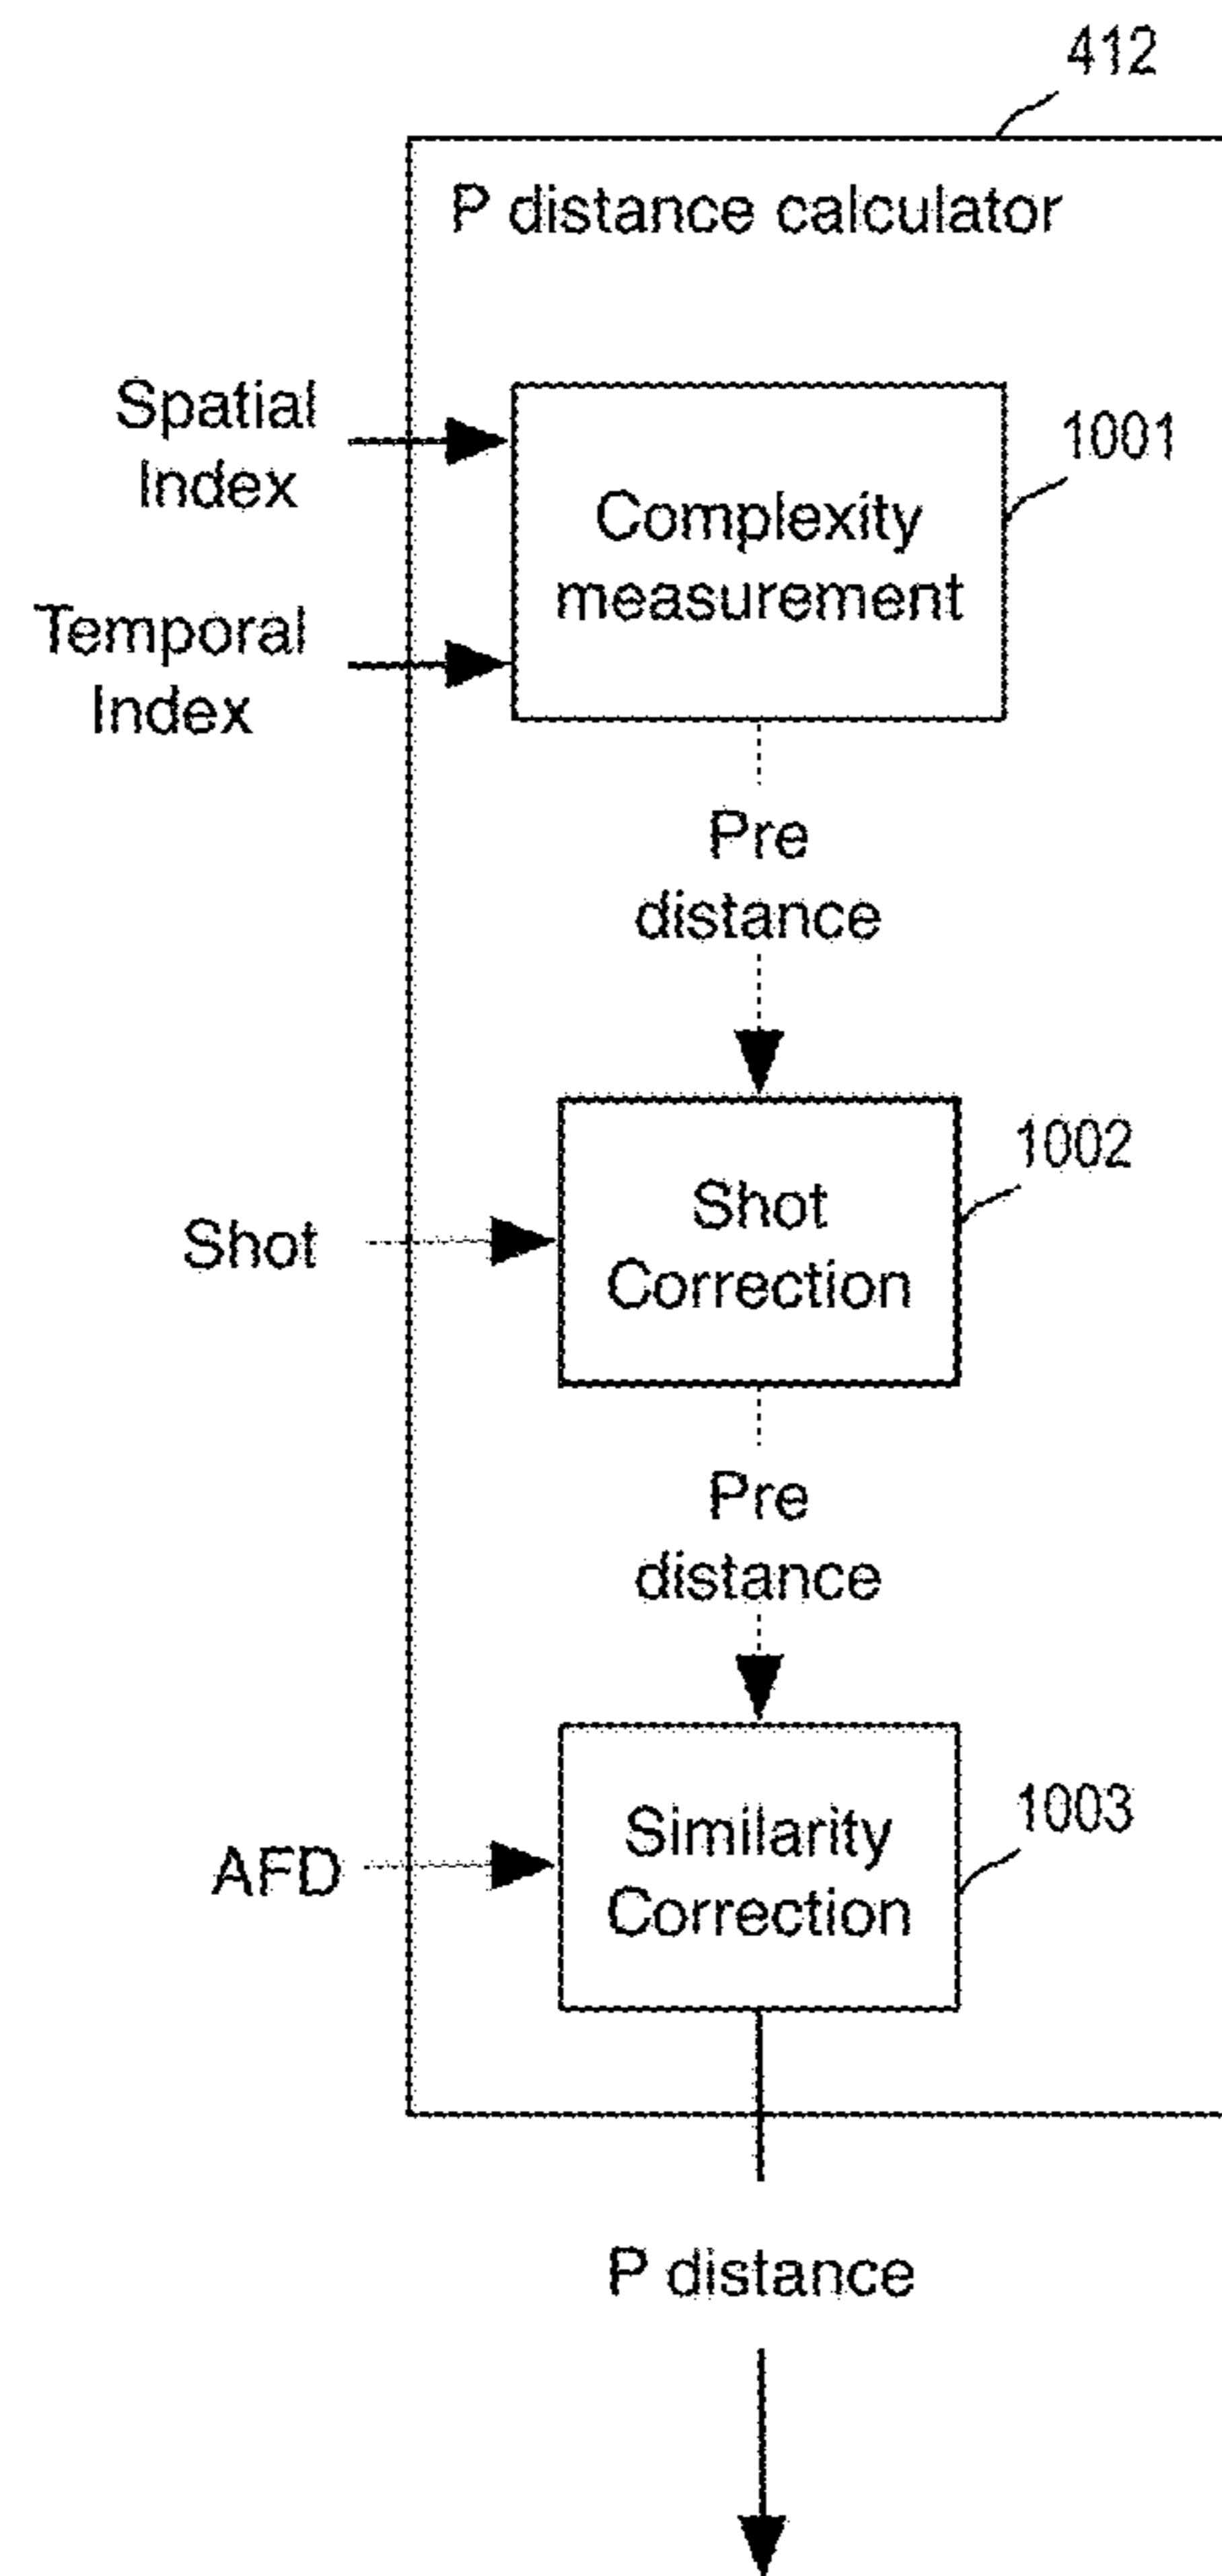 412
P distance calculator
Spatial
Index
Complexity
measurement
1001
Temporal
Index
Pre
distance
Shot
Shot
Correction
1002
Pre
distance
AFD
Similarity
Correction
1003
P distance